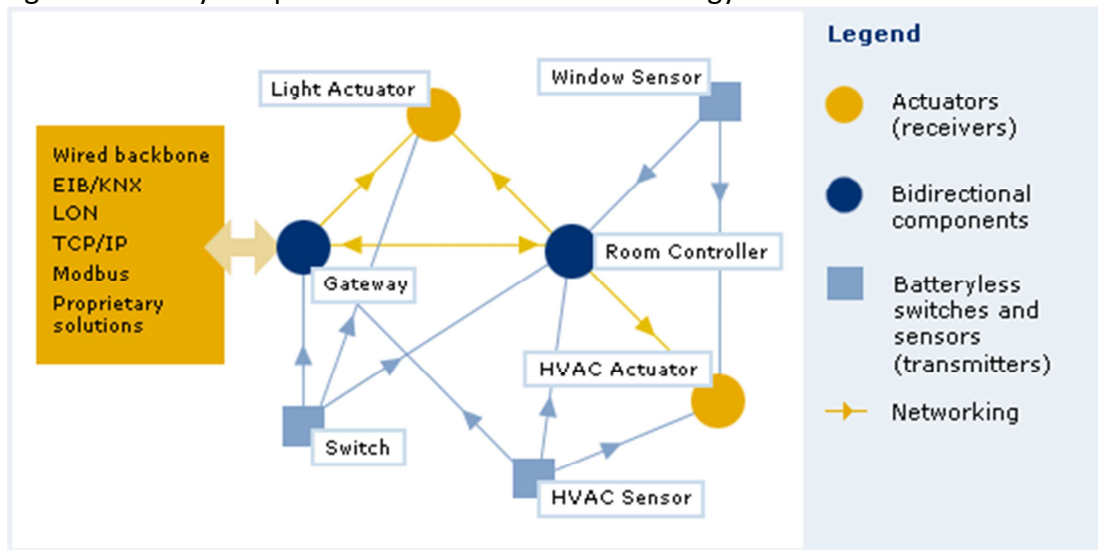 Legend
Light Actuator
Window Sensor
Actuators
(receivers)
Wired backbone
EIB/KNX
LON
TCP/IP
Modbus
Proprietary
solutions
Bidirectional
components
Room Controller
Gateway
Batteryless
switches and
sensors
(transmitters)
HVAC Actuator
Networking
Switch
HVAC Sensor